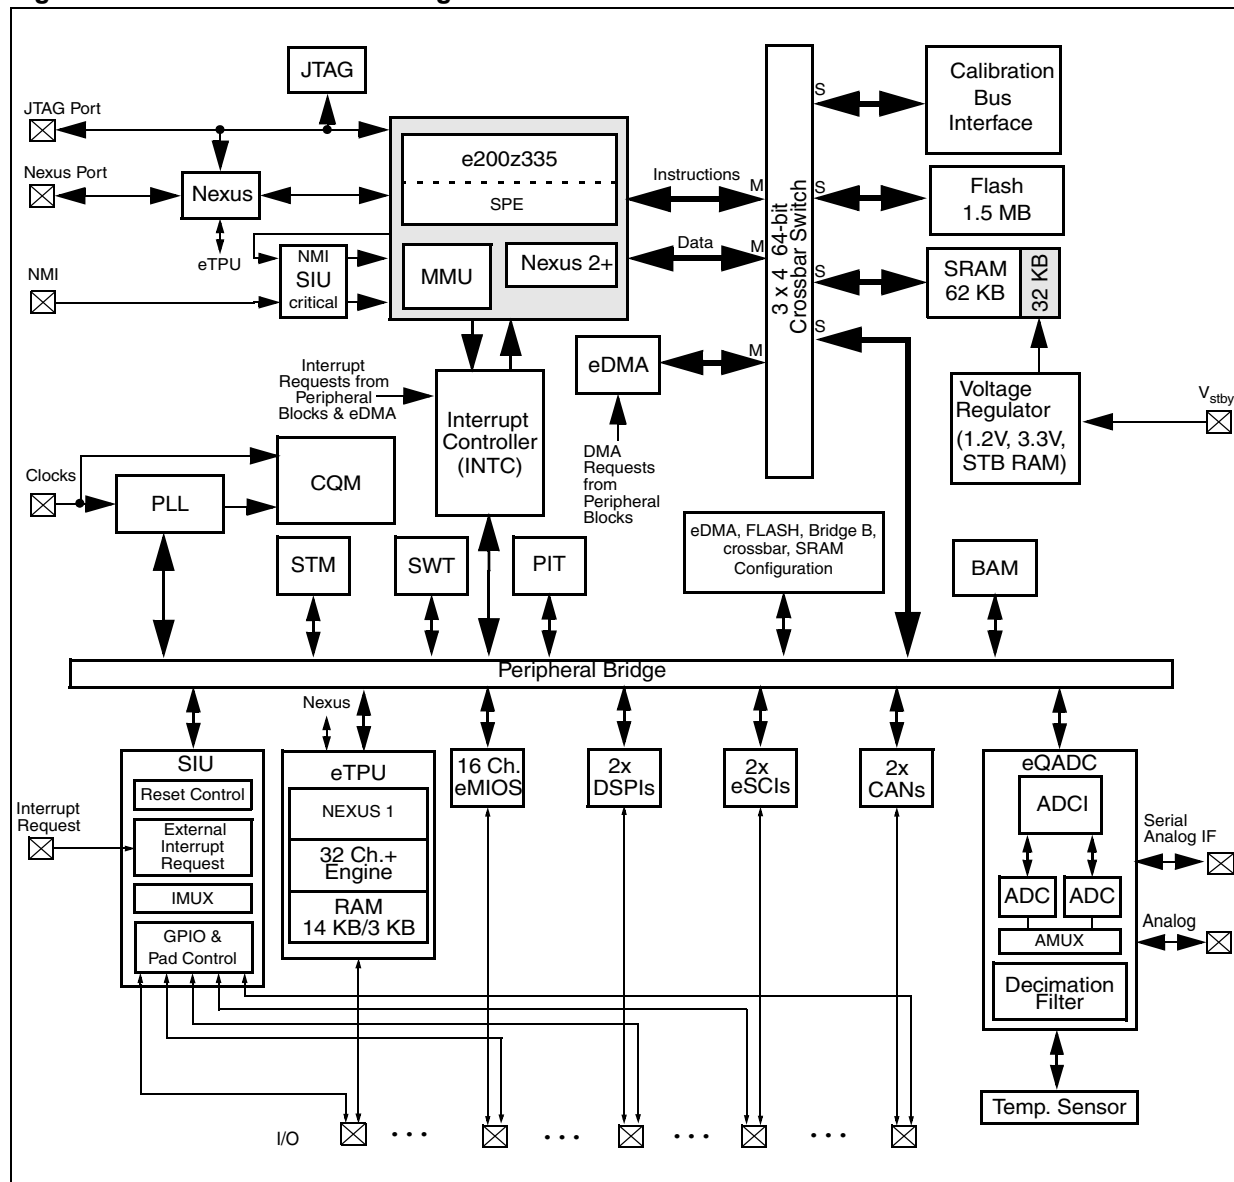 JTAG
JTAG Port
Nexus Port
Nexus
eTPU
NMI
NMI
SIU
critical
e200z335
SPE
MMU
Nexus 2+
Instructions
Data
M
M
M
3 x 4 64-bit
Crossbar Switch
S
S
S
S
Calibration
Bus
Interface
Flash
1.5 MB
SRAM
62 KB
32 KB
Voltage
Regulator
(1.2V, 3.3V,
STB RAM)
Vstby
eDMA
DMA
Requests
from
Peripheral
Blocks
Interrupt
Requests from
Peripheral
Blocks & eDMA
Interrupt
Controller
(INTC)
Clocks
PLL
CQM
STM
SWT
PIT
eDMA, FLASH, Bridge B,
crossbar, SRAM
Configuration
BAM
Peripheral Bridge
SIU
Reset Control
External
Interrupt
Request
IMUX
GPIO &
Pad Control
Interrupt
Request
Nexus
eTPU
NEXUS 1
32 Ch.+
Engine
RAM
14 KB/3 KB
16 Ch.
eMIOS
2x
DSPIs
2x
eSCIs
2x
CANs
eQADC
ADCI
ADC
ADC
AMUX
Decimation
Filter
Serial
Analog IF
Analog
Temp. Sensor
I/O
• • •
• • •
• • •
• • •